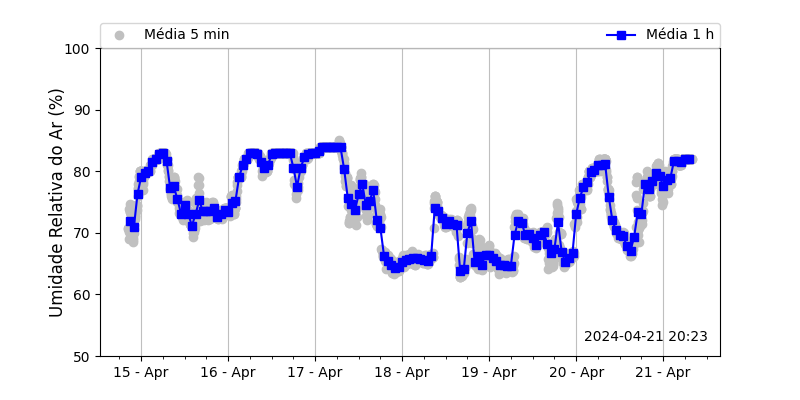 Média 5 min
Média 1 h
Umidade Relativa do Ar (%)
100
90
80
70
60
50
2024-04-21 20:23
15 - Apr
16 - Apr
17 - Apr
18 - Apr
19 - Apr
20 - Apr
21 - Apr